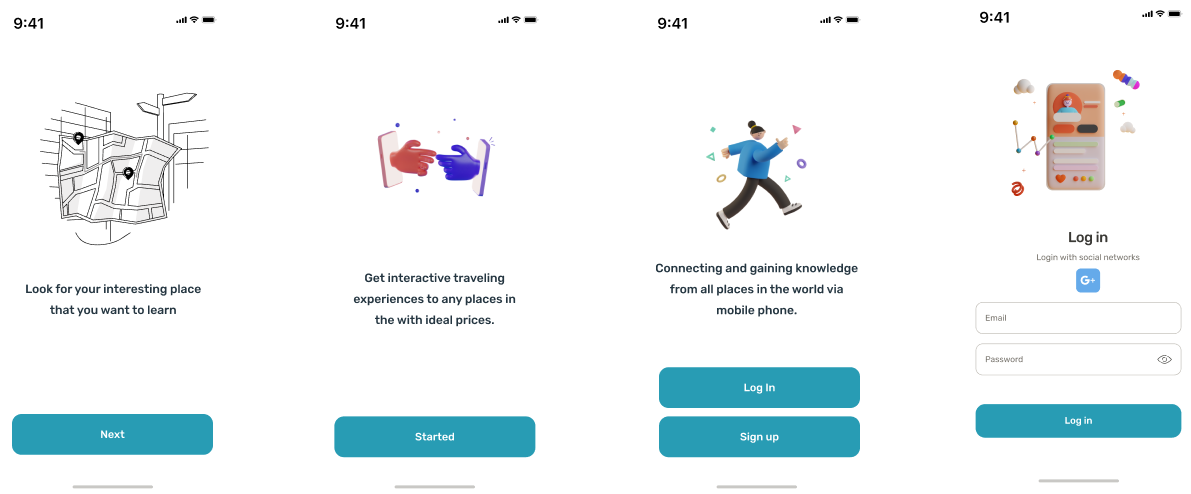 9:41
Look for your interesting place
that you want to learn
Next
9:41
Get interactive traveling
experiences to any places in
the with ideal prices.
Started
9:41
Connecting and gaining knowledge
from all places in the world via
mobile phone.
Log In
Sign up
9:41
Log in
Login with social networks
G+
Email
Password
Log in